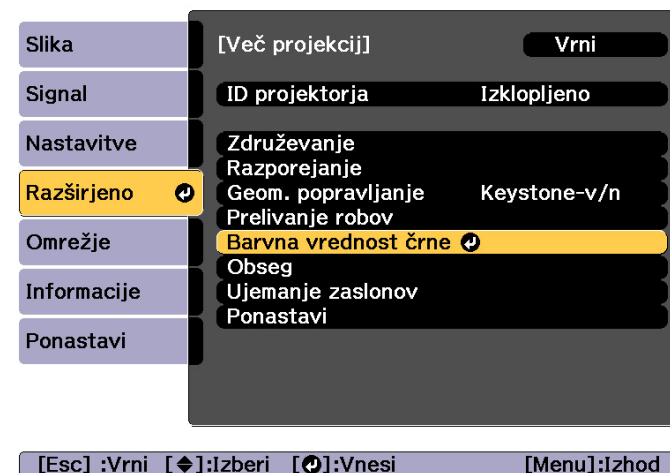 Slika
Signal
Nastavitve
Razširjeno
Omrežje
Informacije
Ponastavi
[Več projekcij] Vrni
ID projektorja Izklopljeno
Združevanje
Razporejanje
Geom. popravljanje Keystone-v/n
Prelivanje robov
Barvna vrednost črne
Obseg
Ujemanje zaslonov
Ponastavi
[Esc] :Vrni [◆]:Izberi [↵]:Vnesi [Menu]:Izhod